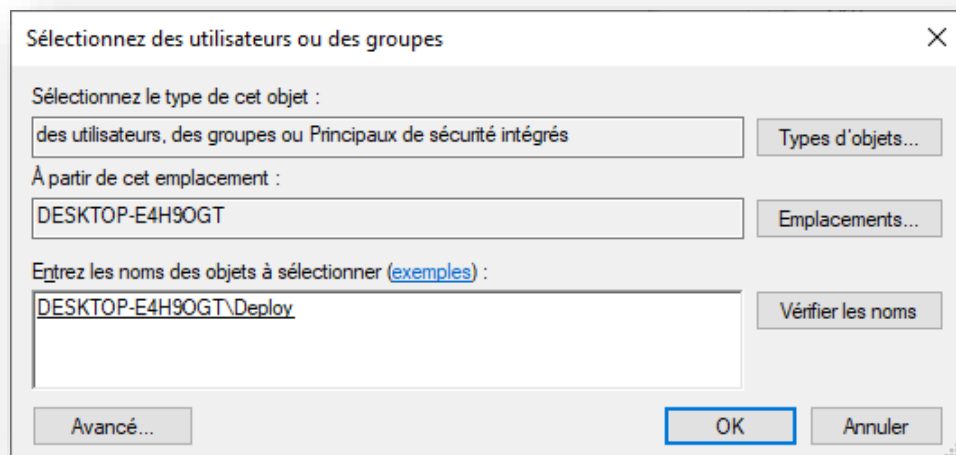 Sélectionnez des utilisateurs ou des groupes
Sélectionnez le type de cet objet :
des utilisateurs, des groupes ou Principaux de sécurité intégrés
Types d'objets...
À partir de cet emplacement :
DESKTOP-E4H9OGT
Emplacements...
Entrez les noms des objets à sélectionner (exemples) :
DESKTOP-E4H9OGT\Deploy
Vérifier les noms
Avancé...
OK
Annuler